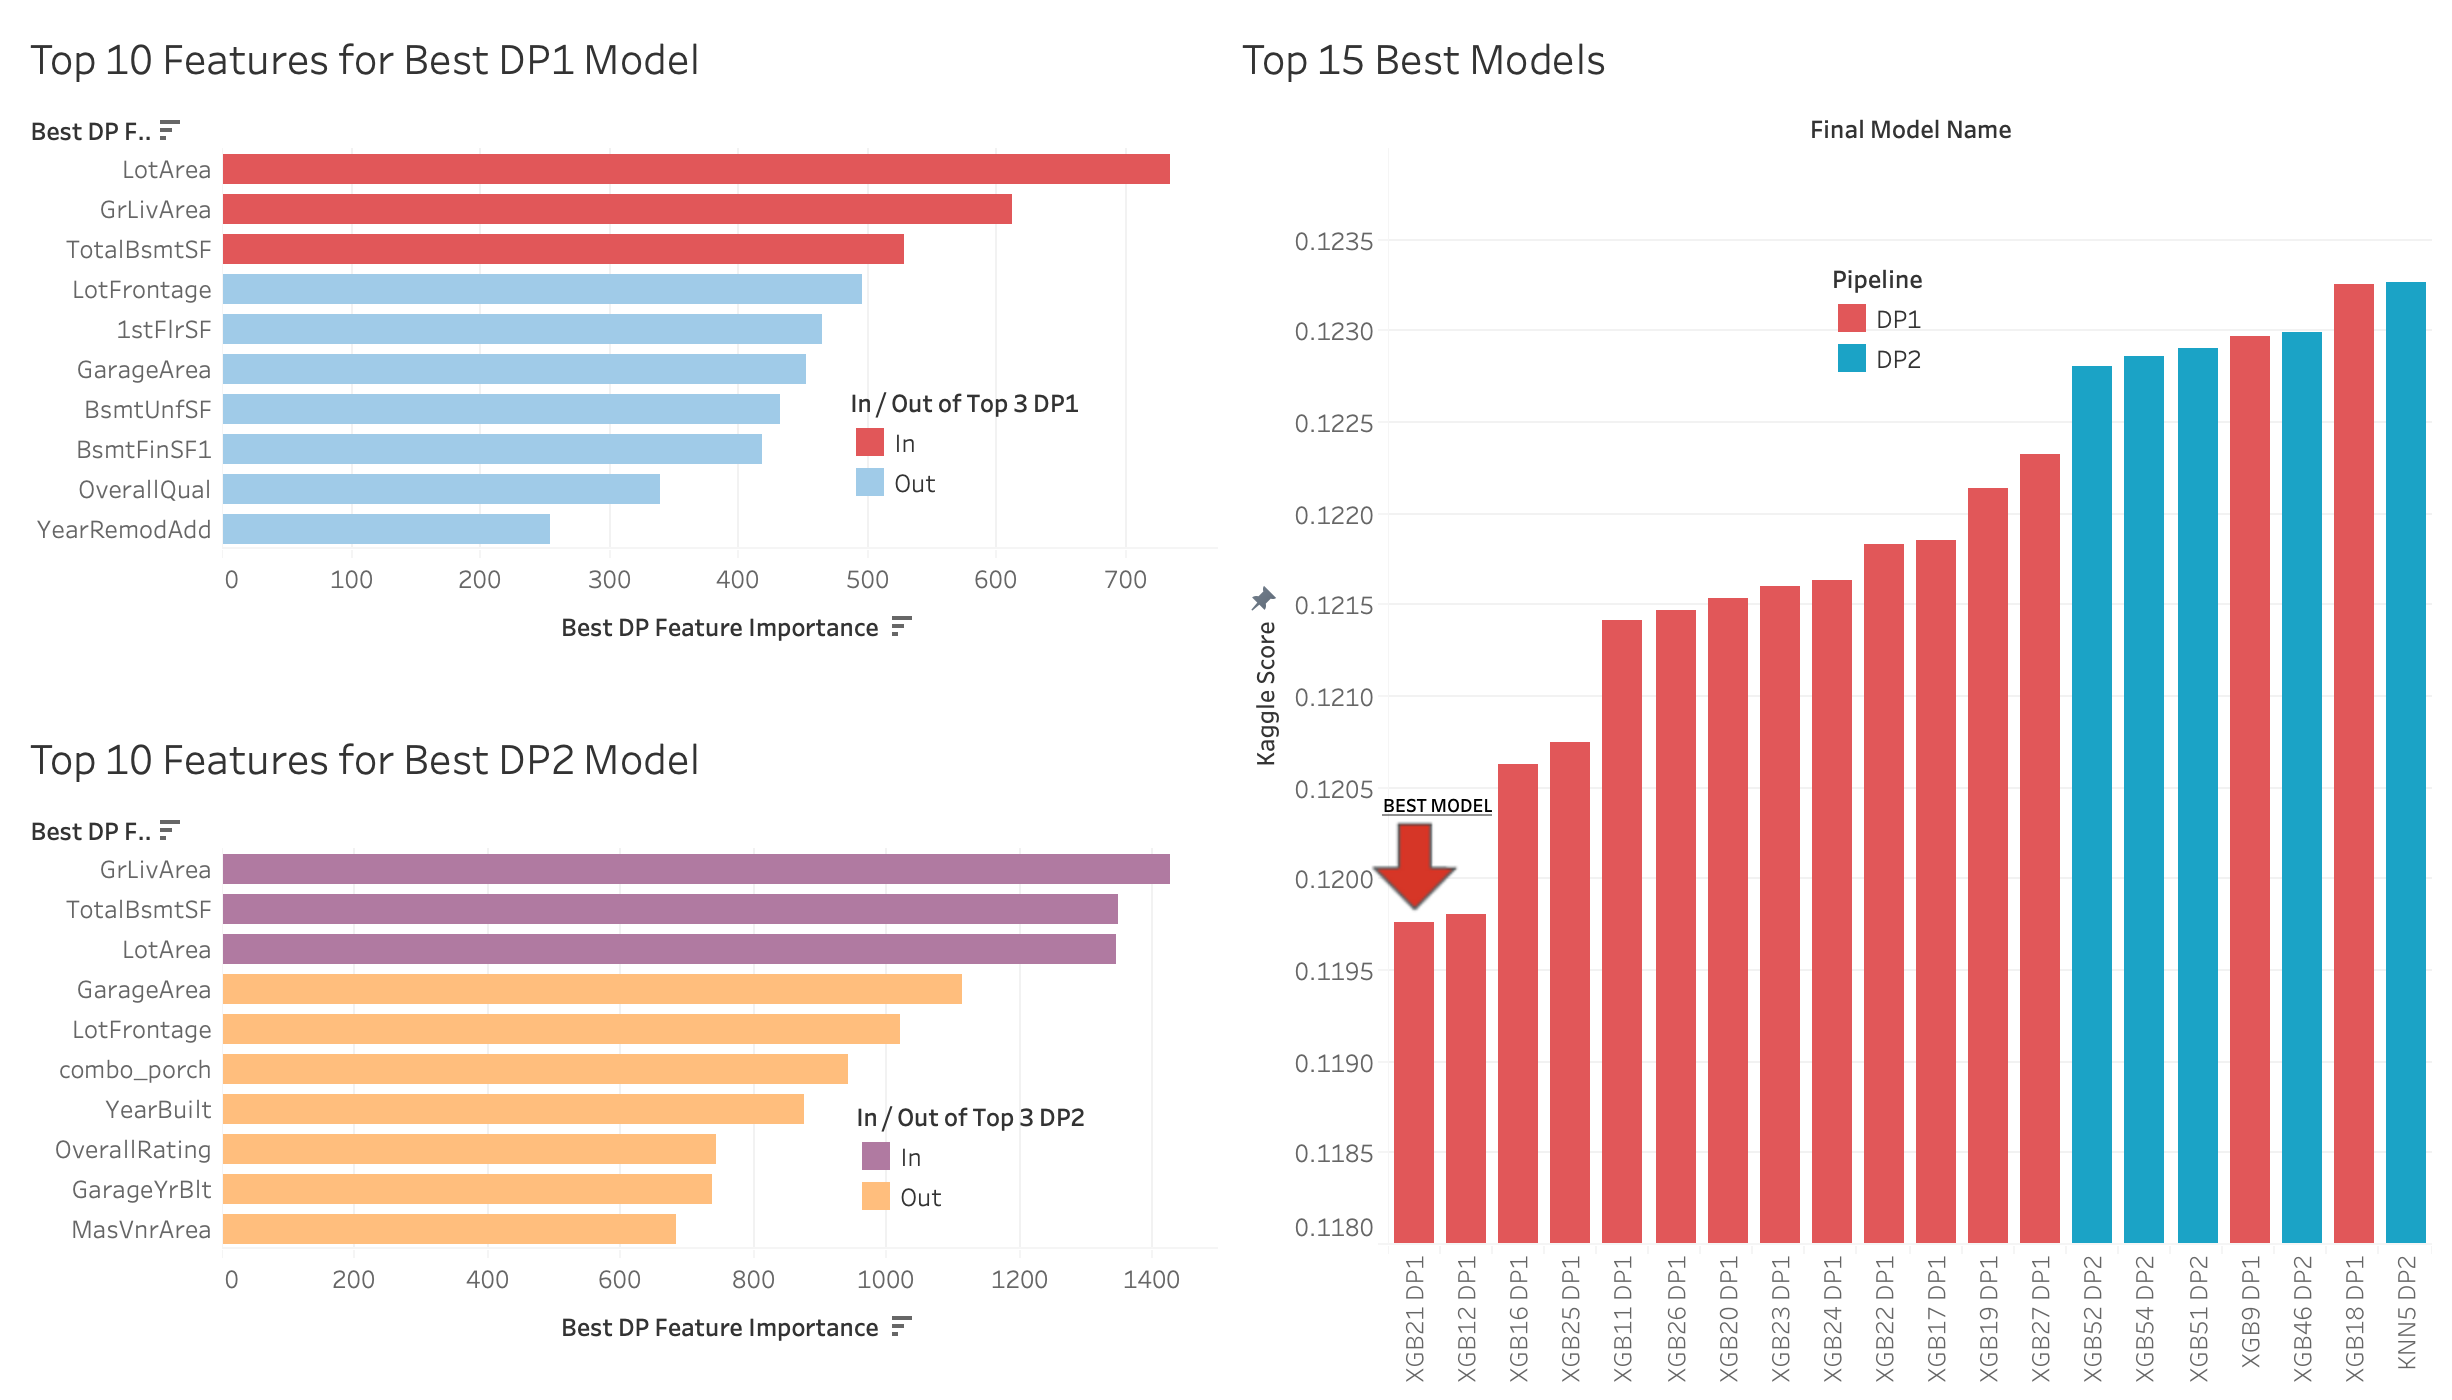 Top 10 Features for Best DP1 Model
Best DP F..
LotArea
GrLivArea
TotalBsmtSF
LotFrontage
1stFlrSF
GarageArea
BsmtUnfSF
BsmtFinSF1
OverallQual
YearRemodAdd
In / Out of Top 3 DP1
In
Out
0 100 200 300 400 500 600 700
Best DP Feature Importance
Top 10 Features for Best DP2 Model
Best DP F..
GrLivArea
TotalBsmtSF
LotArea
GarageArea
LotFrontage
combo_porch
YearBuilt
OverallRating
GarageYrBlt
MasVnrArea
In / Out of Top 3 DP2
In
Out
0 200 400 600 800 1000 1200 1400
Best DP Feature Importance
Top 15 Best Models
Final Model Name
Pipeline
DP1
DP2
Kaggle Score
0.1235
0.1230
0.1225
0.1220
0.1215
0.1210
0.1205
0.1200
0.1195
0.1190
0.1185
0.1180
BEST MODEL
XGB21 DP1
XGB12 DP1
XGB16 DP1
XGB25 DP1
XGB11 DP1
XGB26 DP1
XGB20 DP1
XGB23 DP1
XGB24 DP1
XGB22 DP1
XGB17 DP1
XGB19 DP1
XGB27 DP1
XGB52 DP2
XGB54 DP2
XGB51 DP2
XGB9 DP1
XGB46 DP2
XGB18 DP1
KNN5 DP2